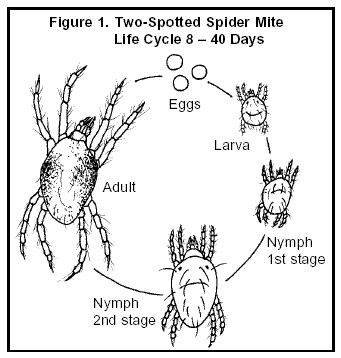 Figure 1. Two-Spotted Spider Mite
Life Cycle 8 – 40 Days
Eggs
Larva
Adult
Nymph
1st stage
Nymph
2nd stage